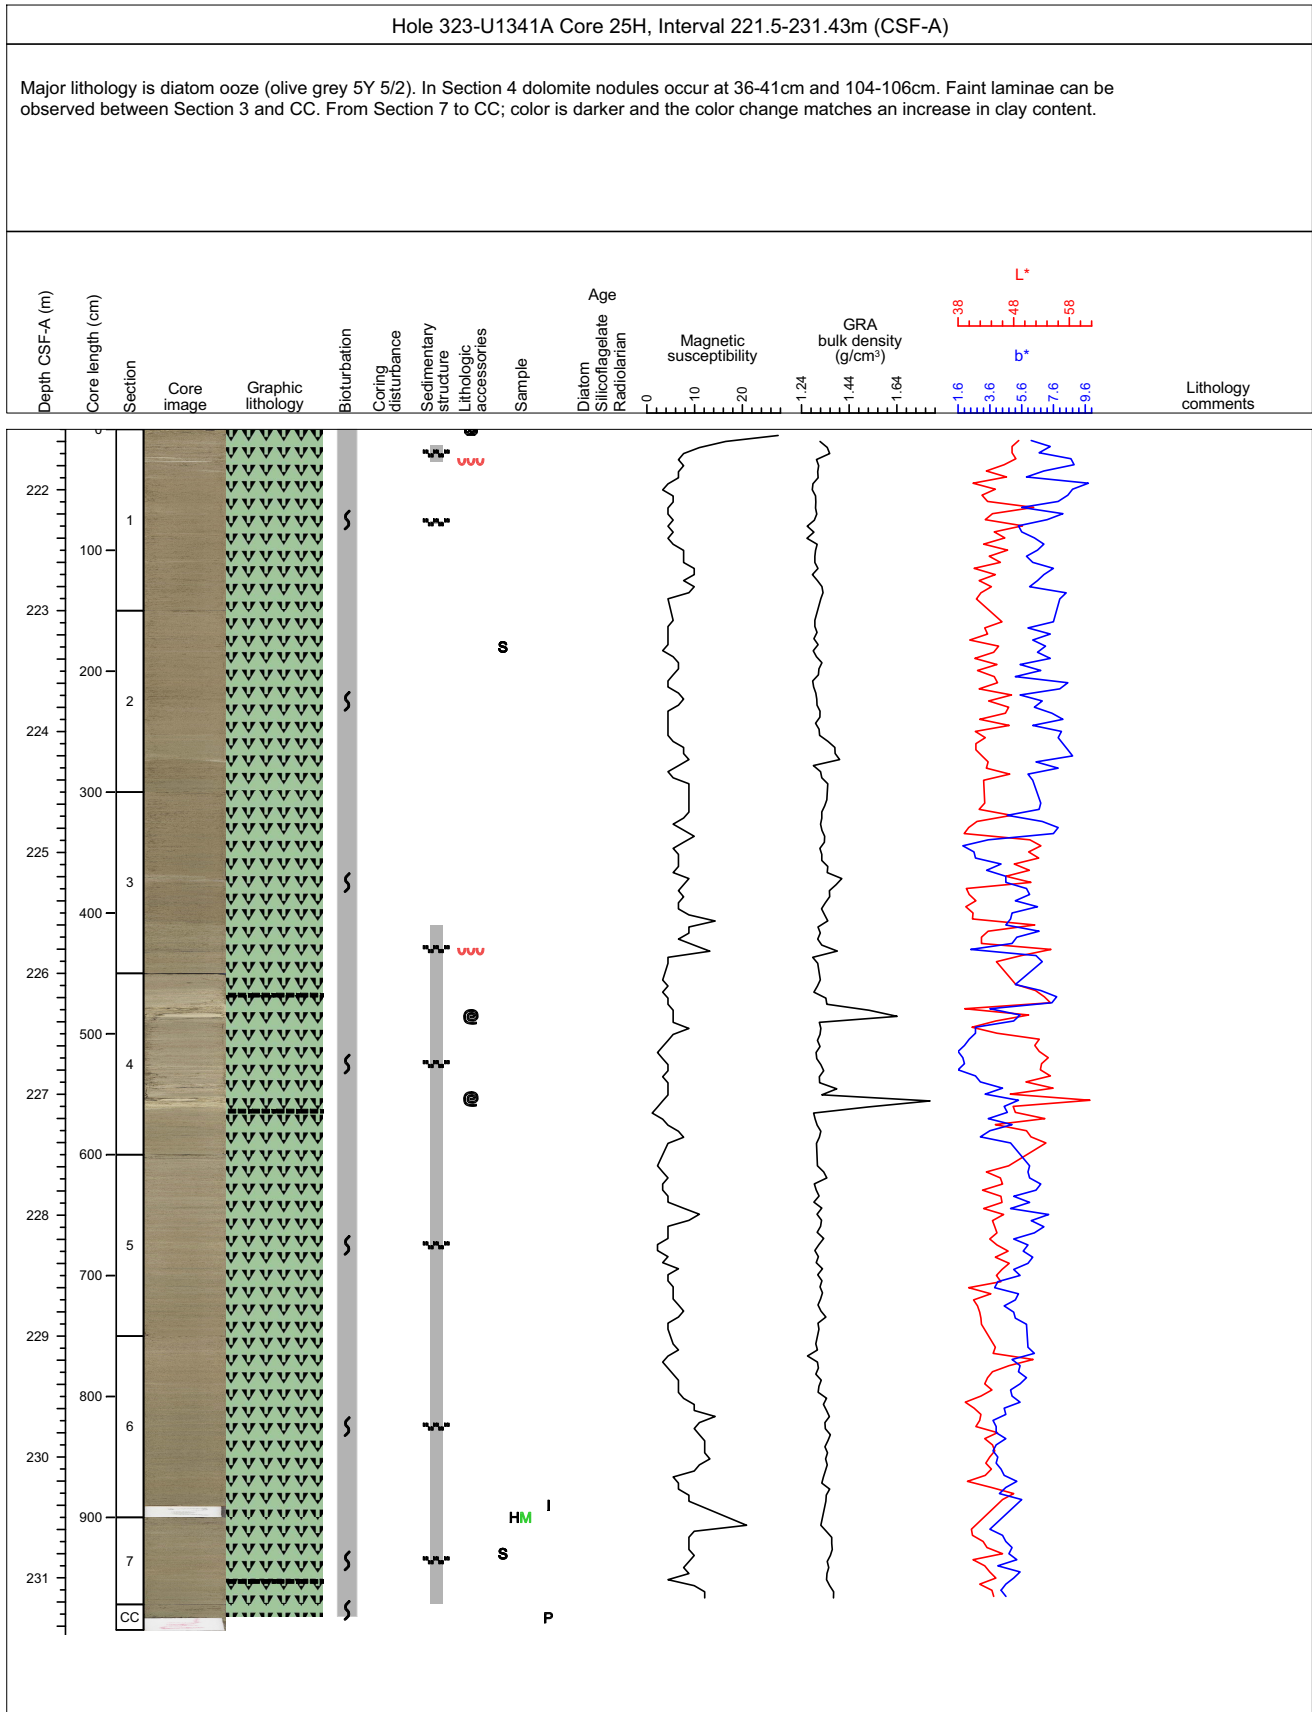 Hole 323-U1341A Core 25H, Interval 221.5-231.43m (CSF-A)
Major lithology is diatom ooze (olive grey 5Y 5/2). In Section 4 dolomite nodules occur at 36-41cm and 104-106cm. Faint laminae can be
observed between Section 3 and CC. From Section 7 to CC; color is darker and the color change matches an increase in clay content.
Depth CSF-A (m)
Core length (cm)
Section
Core
image
Graphic
lithology
Bioturbation
Coring
disturbance
Sedimentary
structure
Lithologic
accessories
Sample
Age
Diatom
Silicoflagelate
Radiolarian
Magnetic
susceptibility
0 10 20
GRA
bulk density
(g/cm³)
1.24 1.44 1.64
L*
38 48 58
b*
1.6 3.6 5.6 7.6 9.6
Lithology
comments
0
222
1
100
223
S
200
2
224
300
225
3
400
226
500
4
227
600
228
5
700
229
800
6
230
I
900
HM
S
7
231
CC
P